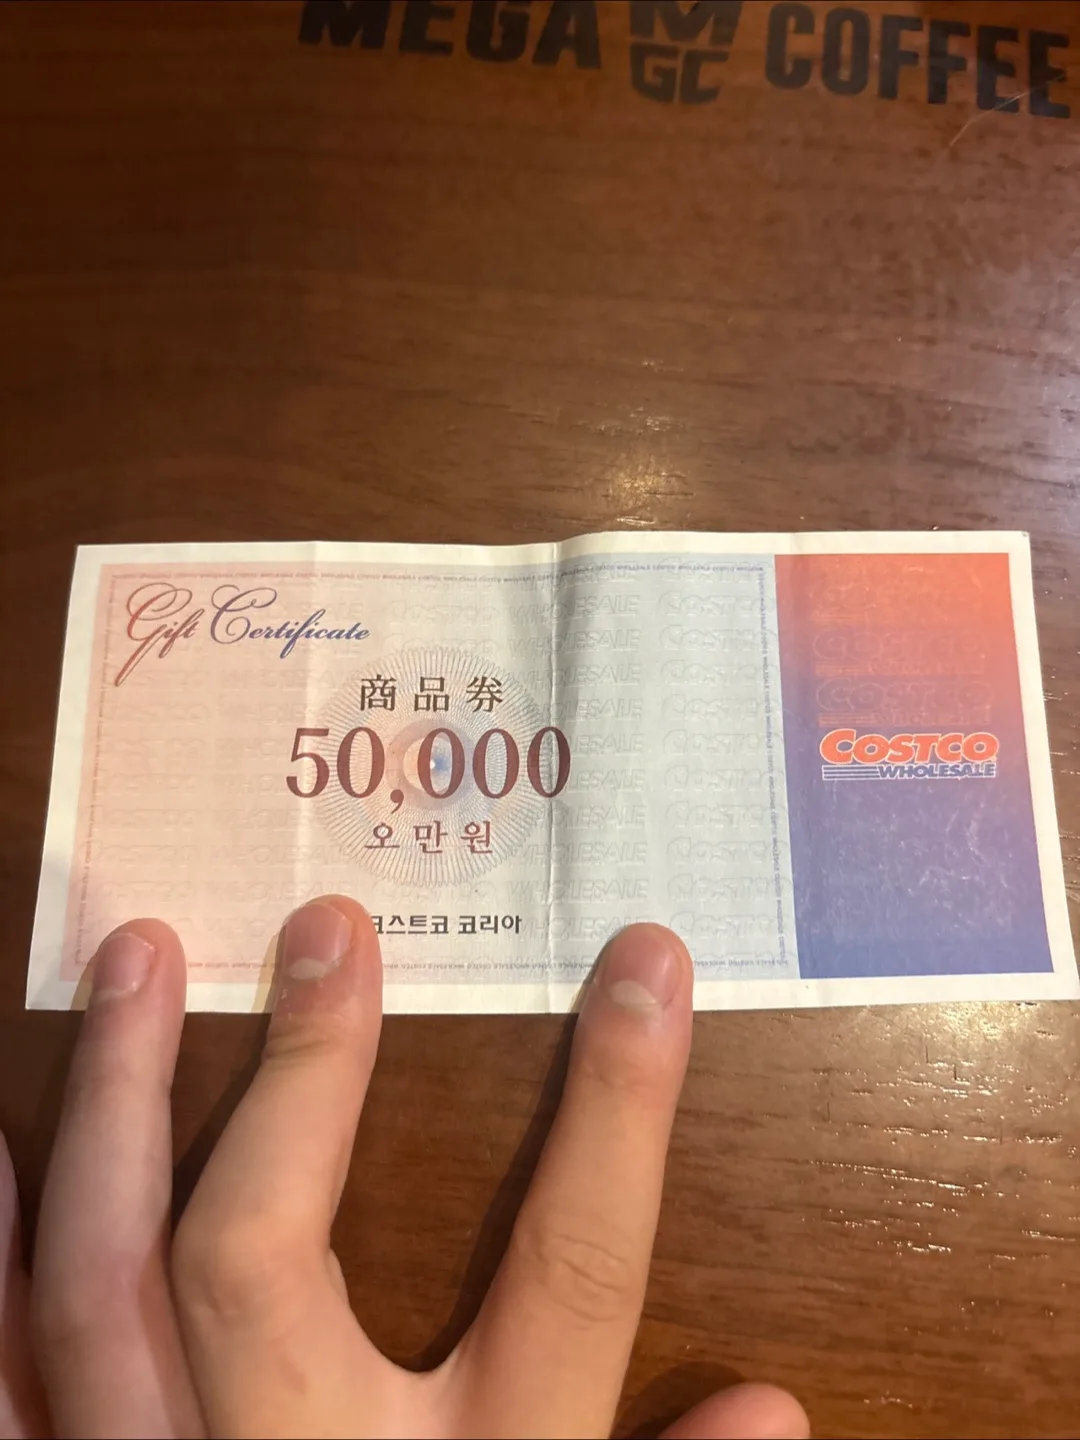 MEGA MGC COFFEE
Gift Certificate
商品券
50,000
오만원
코스트코 코리아
COSTCO
WHOLESALE